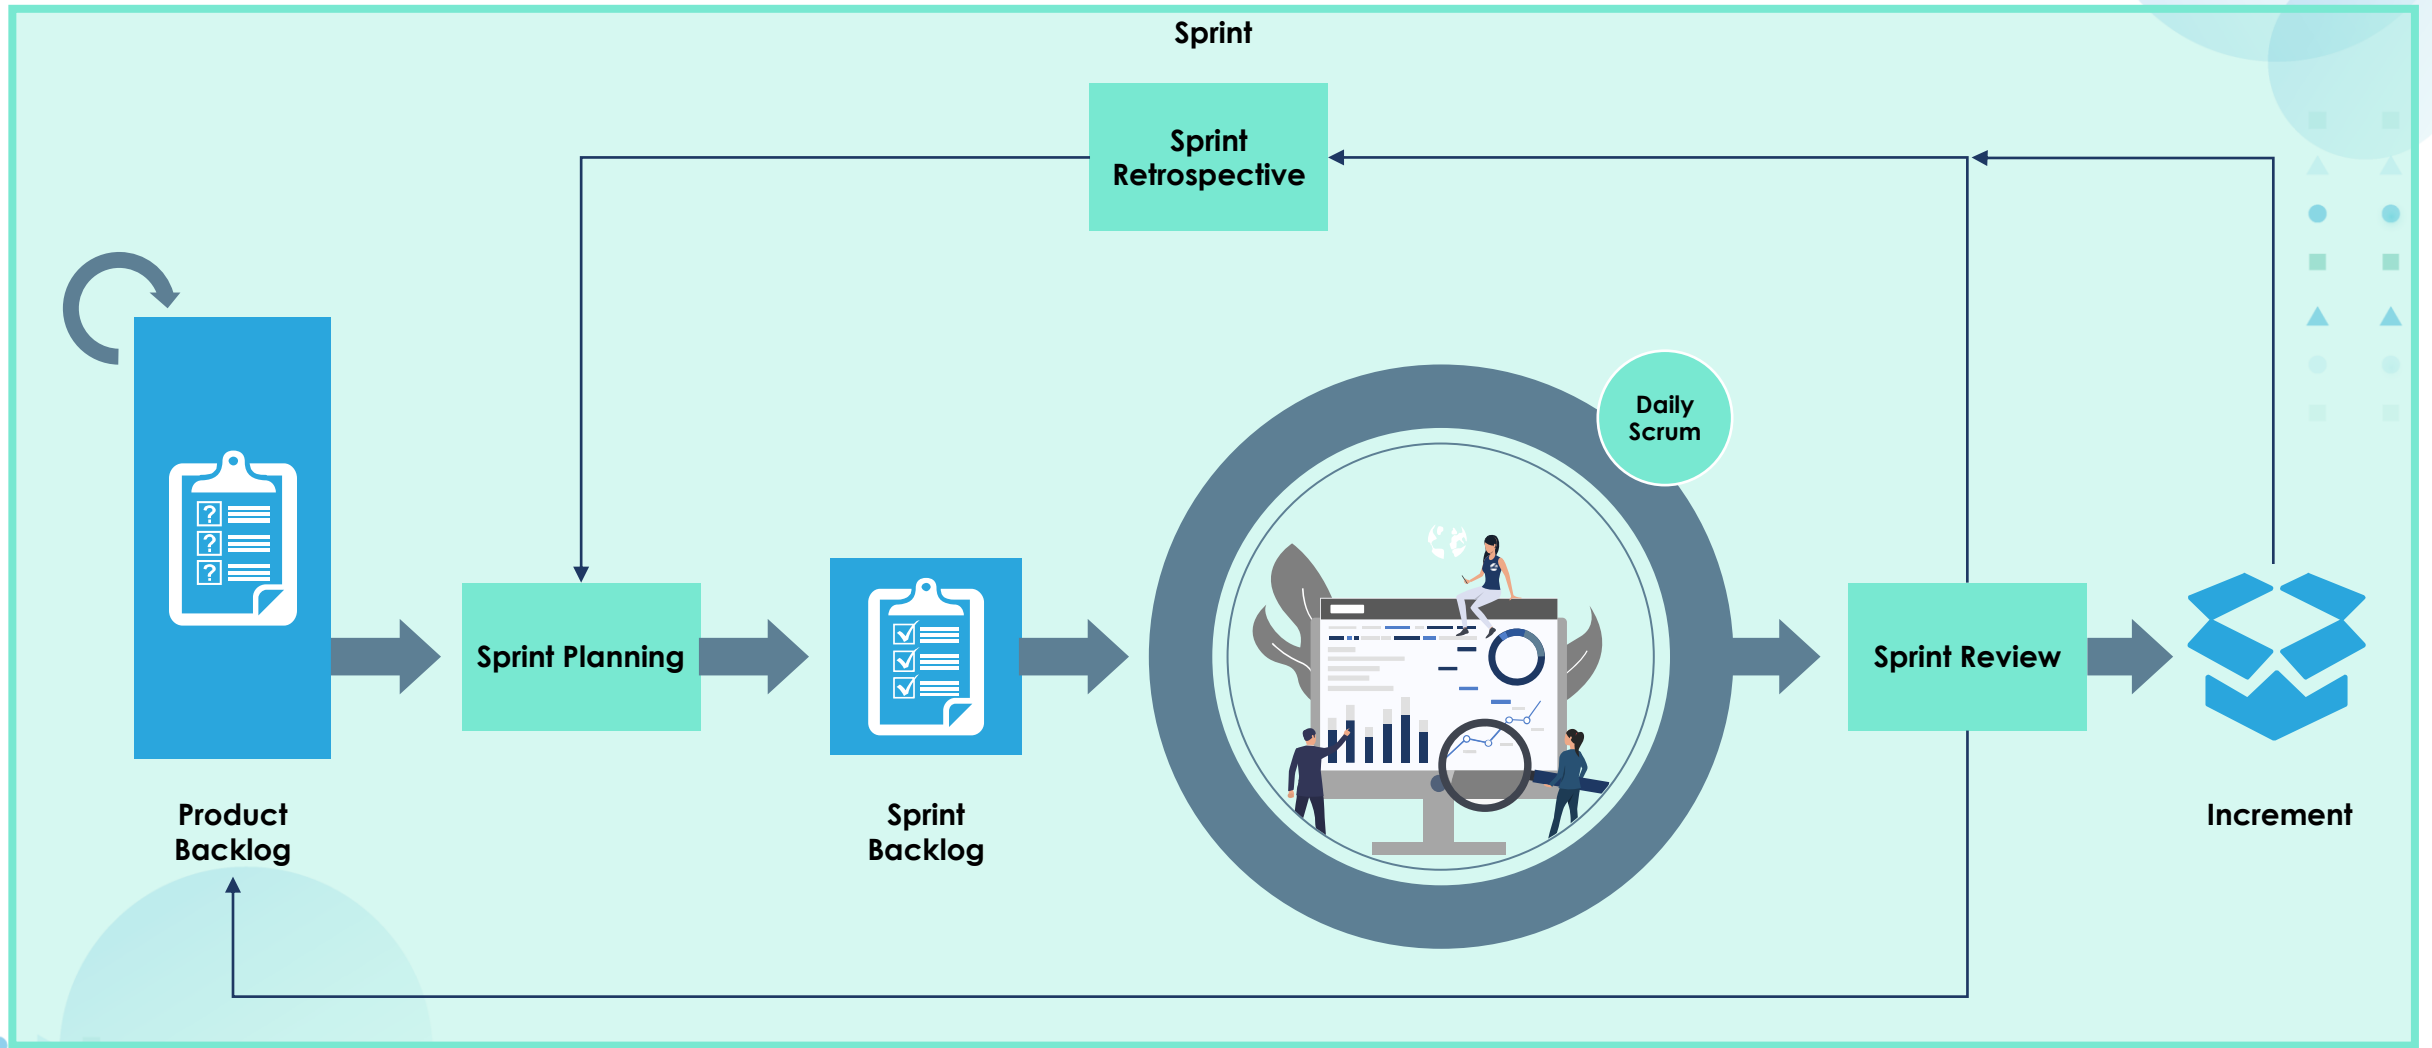 Sprint
Sprint
Retrospective
Daily
Scrum
?
?
?
Sprint Planning
Sprint Review
Product
Backlog
Sprint
Backlog
Increment